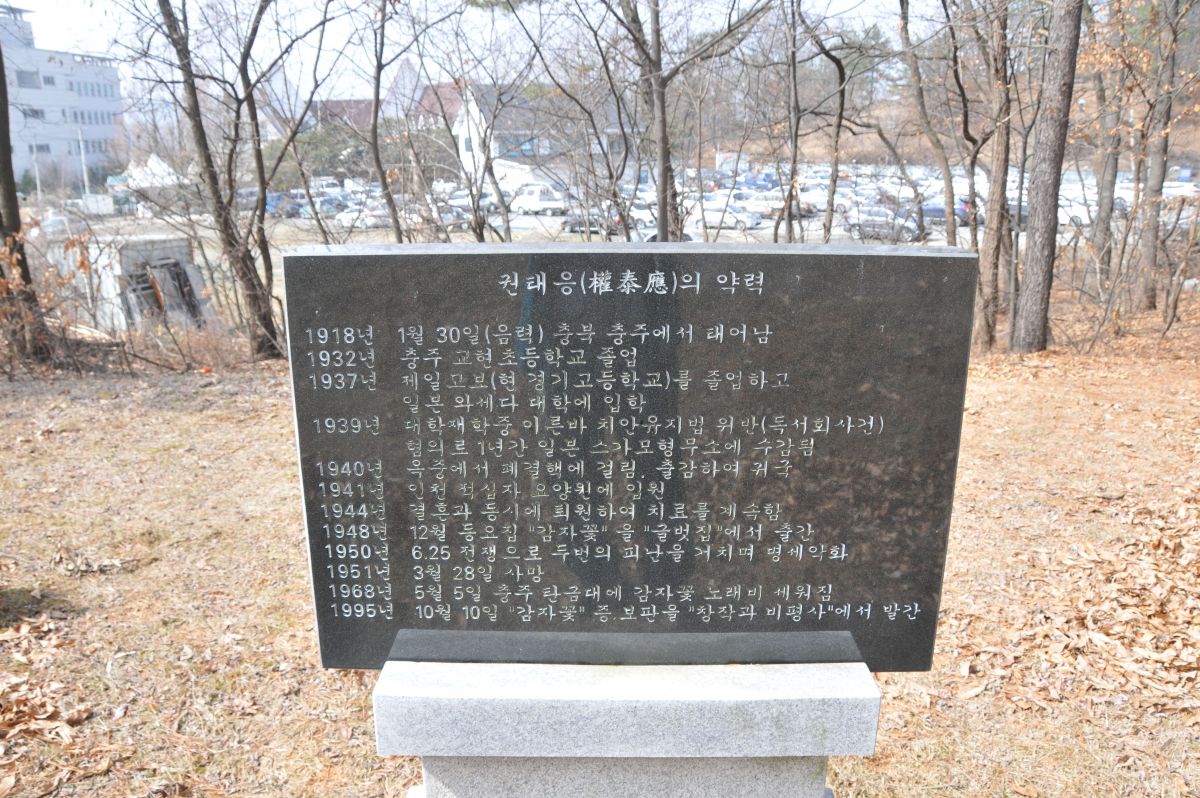 권태응(權泰應)의 약력
1918년 1월 30일(음력) 충북 충주에서 태어남
1932년 충주 교현초등학교 졸업
1937년 제일고보(현 경기고등학교)를 졸업하고
일본 와세다 대학에 입학
1939년 대학재학중 이른바 치안유지법 위반(독서회사건)
혐의로 1년간 일본 스가모형무소에 수감됨
1940년 옥중에서 폐결핵에 걸림, 출감하여 귀국
1941년 인천 적십자 요양원에 입원
1944년 결혼과 동시에 퇴원하여 치료를 계속함
1948년 12월 동요집 "감자꽃" 을 "글벗집"에서 출간
1950년 6.25 전쟁으로 두번의 피난을 거치며 병세악화
1951년 3월 28일 사망
1968년 5월 5일 충주 탄금대에 감자꽃 노래비 세워짐
1995년 10월 10일 "감자꽃" 증.보판을 "창작과 비평사"에서 발간